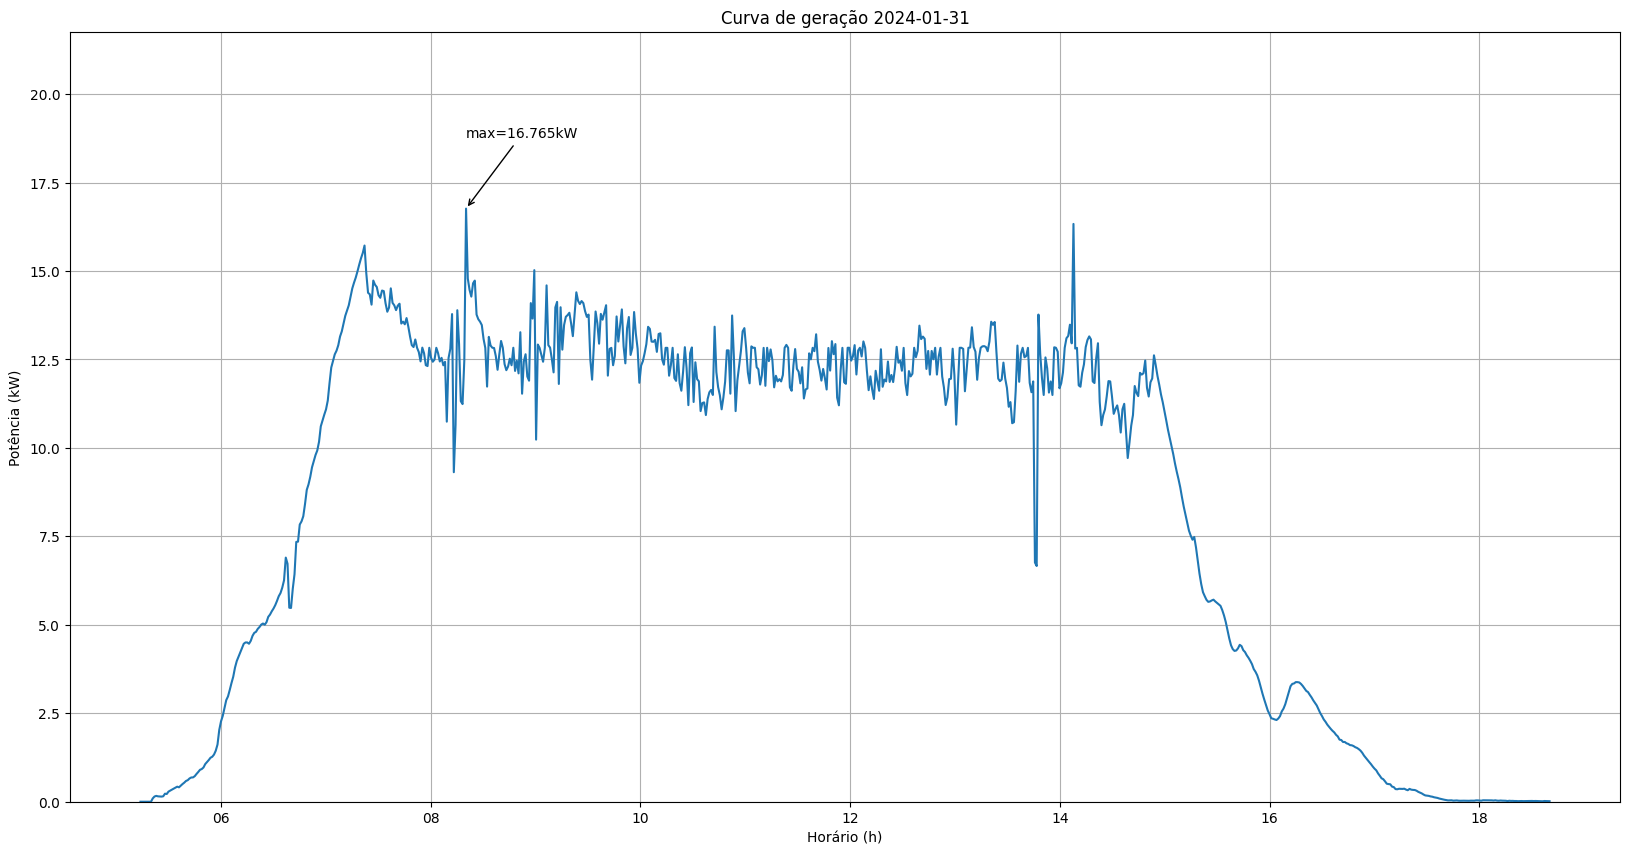 Curva de geração 2024-01-31
20.0
max=16.765kW
17.5
15.0
12.5
10.0
7.5
5.0
2.5
0.0
Potência (kW)
06 08 10 12 14 16 18
Horário (h)